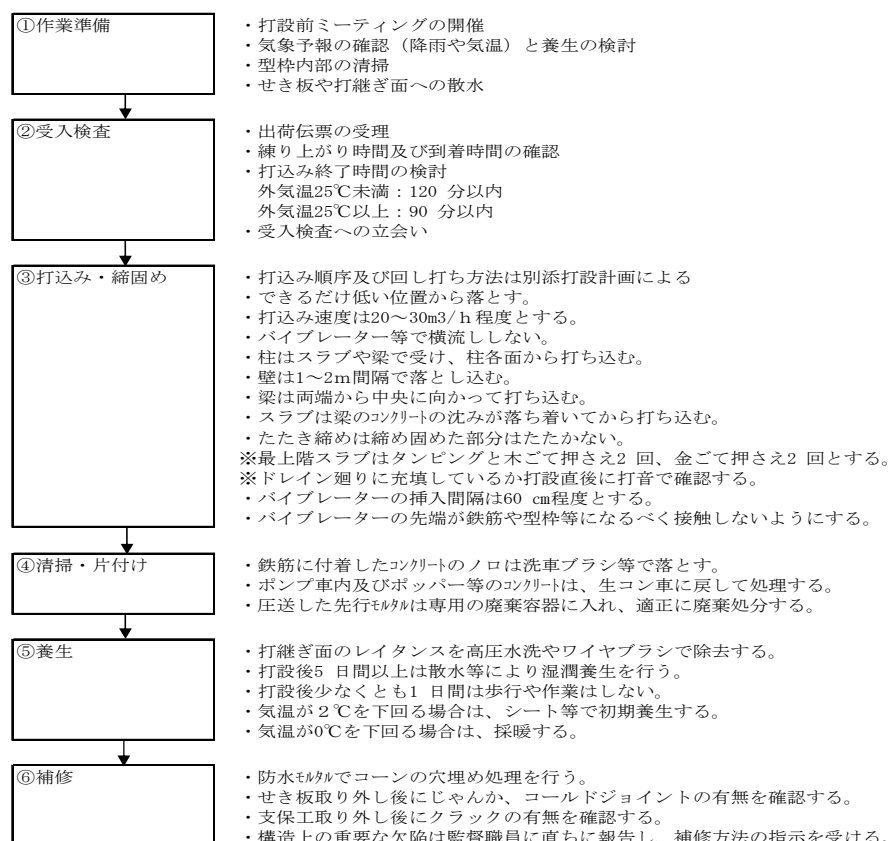 ①作業準備
・打設前ミーティングの開催
・気象予報の確認（降雨や気温）と養生の検討
・型枠内部の清掃
・せき板や打継ぎ面への散水
②受入検査
・出荷伝票の受理
・練り上がり時間及び到着時間の確認
・打込み終了時間の検討
外気温25℃未満：120 分以内
外気温25℃以上：90 分以内
・受入検査への立会い
③打込み・締固め
・打込み順序及び回し打ち方法は別添打設計画による
・できるだけ低い位置から落とす。
・打込み速度は20～30m3/ｈ程度とする。
・バイブレーター等で横流ししない。
・柱はスラブや梁で受け、柱各面から打ち込む。
・壁は1～2ｍ間隔で落とし込む。
・梁は両端から中央に向かって打ち込む。
・スラブは梁のｺﾝｸﾘｰﾄの沈みが落ち着いてから打ち込む。
・たたき締めは締め固めた部分はたたかない。
※最上階スラブはタンピングと木ごて押さえ2 回、金ごて押さえ2 回とする。
※ドレイン廻りに充填しているか打設直後に打音で確認する。
・バイブレーターの挿入間隔は60 ㎝程度とする。
・バイブレーターの先端が鉄筋や型枠等になるべく接触しないようにする。
④清掃・片付け
・鉄筋に付着したｺﾝｸﾘｰﾄのノロは洗車ブラシ等で落とす。
・ポンプ車内及びポッパー等のｺﾝｸﾘｰﾄは、生コン車に戻して処理する。
・圧送した先行ﾓﾙﾀﾙは専用の廃棄容器に入れ、適正に廃棄処分する。
⑤養生
・打継ぎ面のレイタンスを高圧水洗やワイヤブラシで除去する。
・打設後5 日間以上は散水等により湿潤養生を行う。
・打設後少なくとも1 日間は歩行や作業はしない。
・気温が２℃を下回る場合は、シート等で初期養生する。
・気温が0℃を下回る場合は、採暖する。
⑥補修
・防水ﾓﾙﾀﾙでコーンの穴埋め処理を行う。
・せき板取り外し後にじゃんか、コールドジョイントの有無を確認する。
・支保工取り外し後にクラックの有無を確認する。
・構造上の重要な欠陥は監督職員に直ちに報告し、補修方法の指示を受ける。